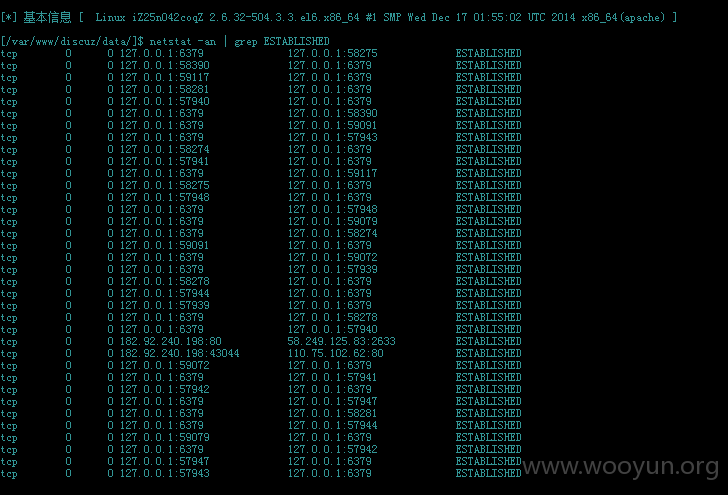 [*] 基本信息 [  Linux iZ25n042coqZ 2.6.32-504.3.3.el6.x86_64 #1 SMP Wed Dec 17 01:55:02 UTC 2014 x86_64(apache) ]
[/var/www/discuz/data/]$ netstat -an | grep ESTABLISHED
tcp 0 0 127.0.0.1:6379 127.0.0.1:58275 ESTABLISHED
tcp 0 0 127.0.0.1:58390 127.0.0.1:6379 ESTABLISHED
tcp 0 0 127.0.0.1:59117 127.0.0.1:6379 ESTABLISHED
tcp 0 0 127.0.0.1:58281 127.0.0.1:6379 ESTABLISHED
tcp 0 0 127.0.0.1:57940 127.0.0.1:6379 ESTABLISHED
tcp 0 0 127.0.0.1:6379 127.0.0.1:58390 ESTABLISHED
tcp 0 0 127.0.0.1:6379 127.0.0.1:59091 ESTABLISHED
tcp 0 0 127.0.0.1:6379 127.0.0.1:57943 ESTABLISHED
tcp 0 0 127.0.0.1:58274 127.0.0.1:6379 ESTABLISHED
tcp 0 0 127.0.0.1:57941 127.0.0.1:6379 ESTABLISHED
tcp 0 0 127.0.0.1:6379 127.0.0.1:59117 ESTABLISHED
tcp 0 0 127.0.0.1:58275 127.0.0.1:6379 ESTABLISHED
tcp 0 0 127.0.0.1:57948 127.0.0.1:6379 ESTABLISHED
tcp 0 0 127.0.0.1:6379 127.0.0.1:57948 ESTABLISHED
tcp 0 0 127.0.0.1:6379 127.0.0.1:59079 ESTABLISHED
tcp 0 0 127.0.0.1:6379 127.0.0.1:58274 ESTABLISHED
tcp 0 0 127.0.0.1:59091 127.0.0.1:6379 ESTABLISHED
tcp 0 0 127.0.0.1:6379 127.0.0.1:59072 ESTABLISHED
tcp 0 0 127.0.0.1:6379 127.0.0.1:57939 ESTABLISHED
tcp 0 0 127.0.0.1:58278 127.0.0.1:6379 ESTABLISHED
tcp 0 0 127.0.0.1:57944 127.0.0.1:6379 ESTABLISHED
tcp 0 0 127.0.0.1:57939 127.0.0.1:6379 ESTABLISHED
tcp 0 0 127.0.0.1:6379 127.0.0.1:58278 ESTABLISHED
tcp 0 0 127.0.0.1:6379 127.0.0.1:57940 ESTABLISHED
tcp 0 0 182.92.240.198:80 58.249.125.83:2633 ESTABLISHED
tcp 0 0 182.92.240.198:43044 110.75.102.62:80 ESTABLISHED
tcp 0 0 127.0.0.1:59072 127.0.0.1:6379 ESTABLISHED
tcp 0 0 127.0.0.1:6379 127.0.0.1:57941 ESTABLISHED
tcp 0 0 127.0.0.1:57942 127.0.0.1:6379 ESTABLISHED
tcp 0 0 127.0.0.1:6379 127.0.0.1:57947 ESTABLISHED
tcp 0 0 127.0.0.1:6379 127.0.0.1:58281 ESTABLISHED
tcp 0 0 127.0.0.1:6379 127.0.0.1:57944 ESTABLISHED
tcp 0 0 127.0.0.1:59079 127.0.0.1:6379 ESTABLISHED
tcp 0 0 127.0.0.1:6379 127.0.0.1:57942 ESTABLISHED
tcp 0 0 127.0.0.1:57947 127.0.0.1:6379 ESTABLISHED
tcp 0 0 127.0.0.1:57943 127.0.0.1:6379 ESTABLISHED
www.wooyun.org